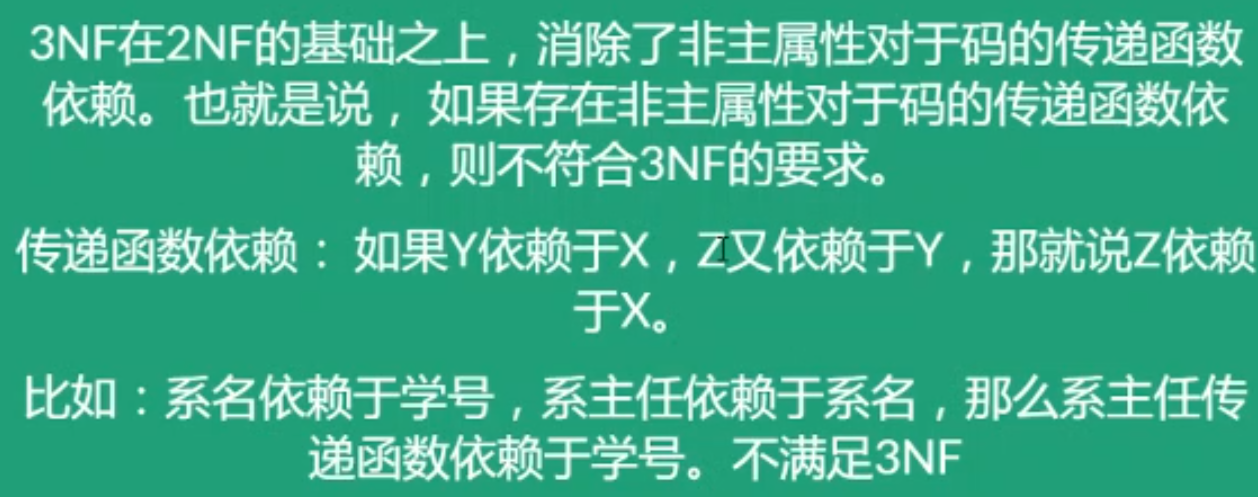 3NF在2NF的基础之上，消除了非主属性对于码的传递函数
依赖。也就是说， 如果存在非主属性对于码的传递函数依
赖，则不符合3NF的要求。
传递函数依赖： 如果Y依赖于X，Z又依赖于Y，那就说Z依赖
于X。
比如：系名依赖于学号，系主任依赖于系名，那么系主任传
递函数依赖于学号。不满足3NF